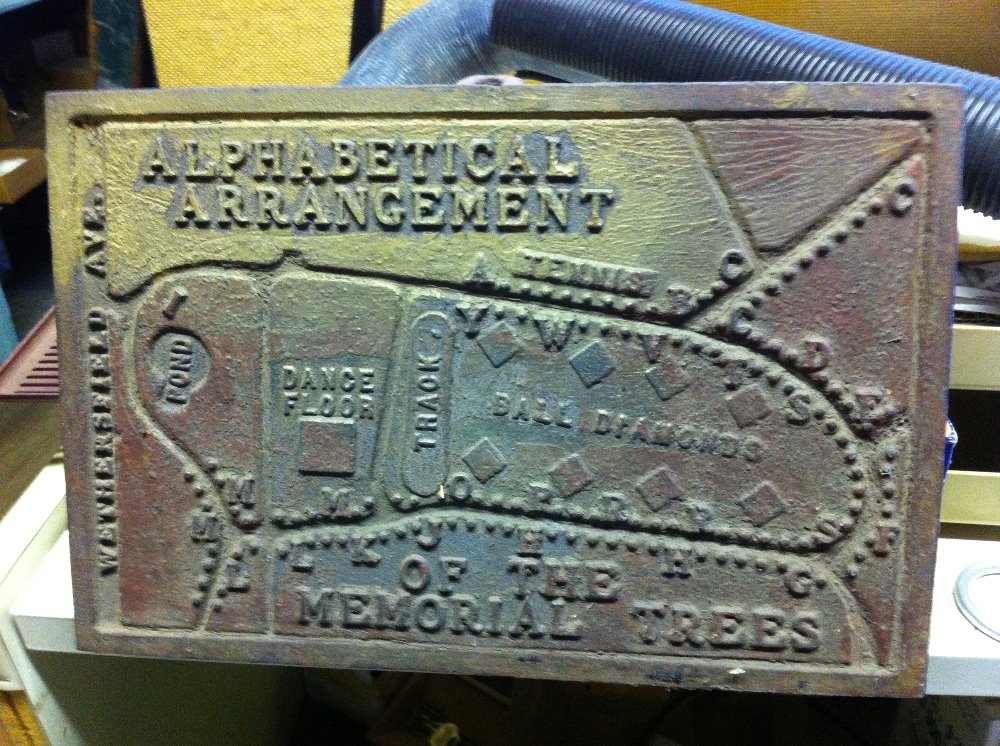 ALPHABETICAL
ARRANGEMENT
WETHERSFIELD AVE.
A TENNIS B C
C
C D E
I
POND
DANCE
FLOOR
TRACK
Y W V T S
BALL DIAMONDS
M M O P R R S
M
L L K J H G F
OF THE
MEMORIAL TREES